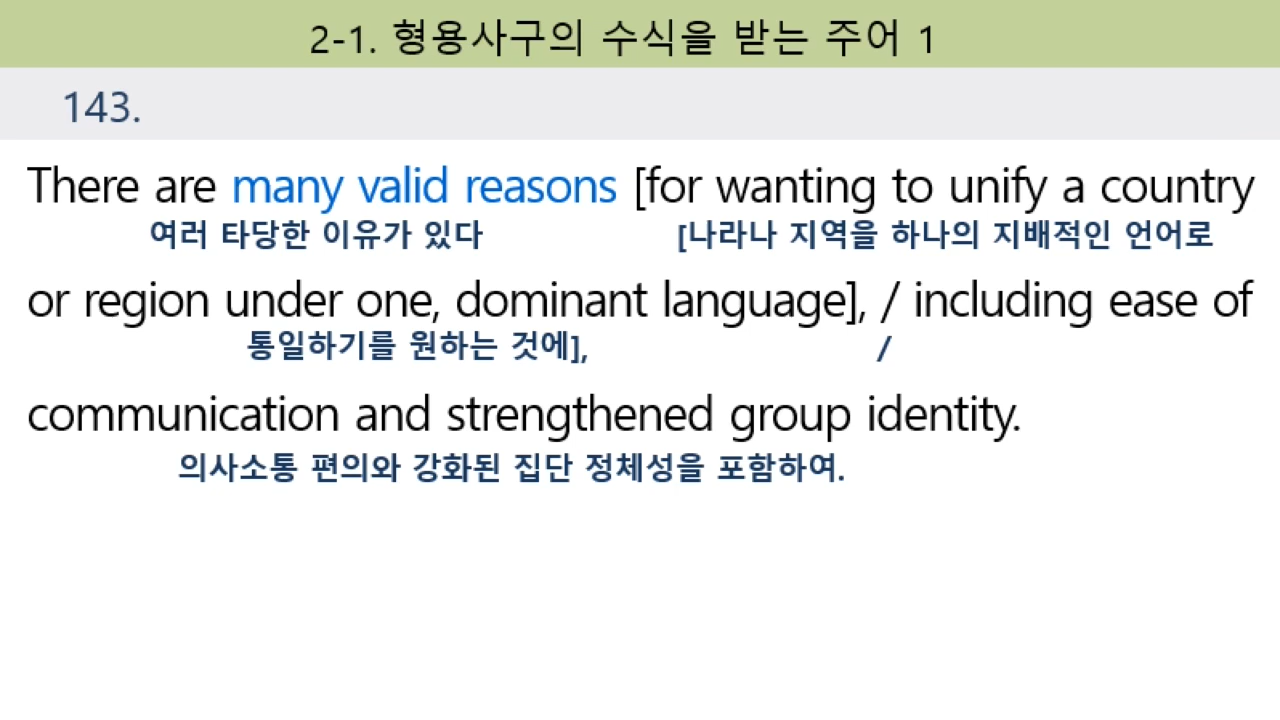 2-1. 형용사구의 수식을 받는 주어 1
143.
There are many valid reasons [for wanting to unify a country
여러 타당한 이유가 있다 [나라나 지역을 하나의 지배적인 언어로
or region under one, dominant language], / including ease of
통일하기를 원하는 것에], /
communication and strengthened group identity.
의사소통 편의와 강화된 집단 정체성을 포함하여.